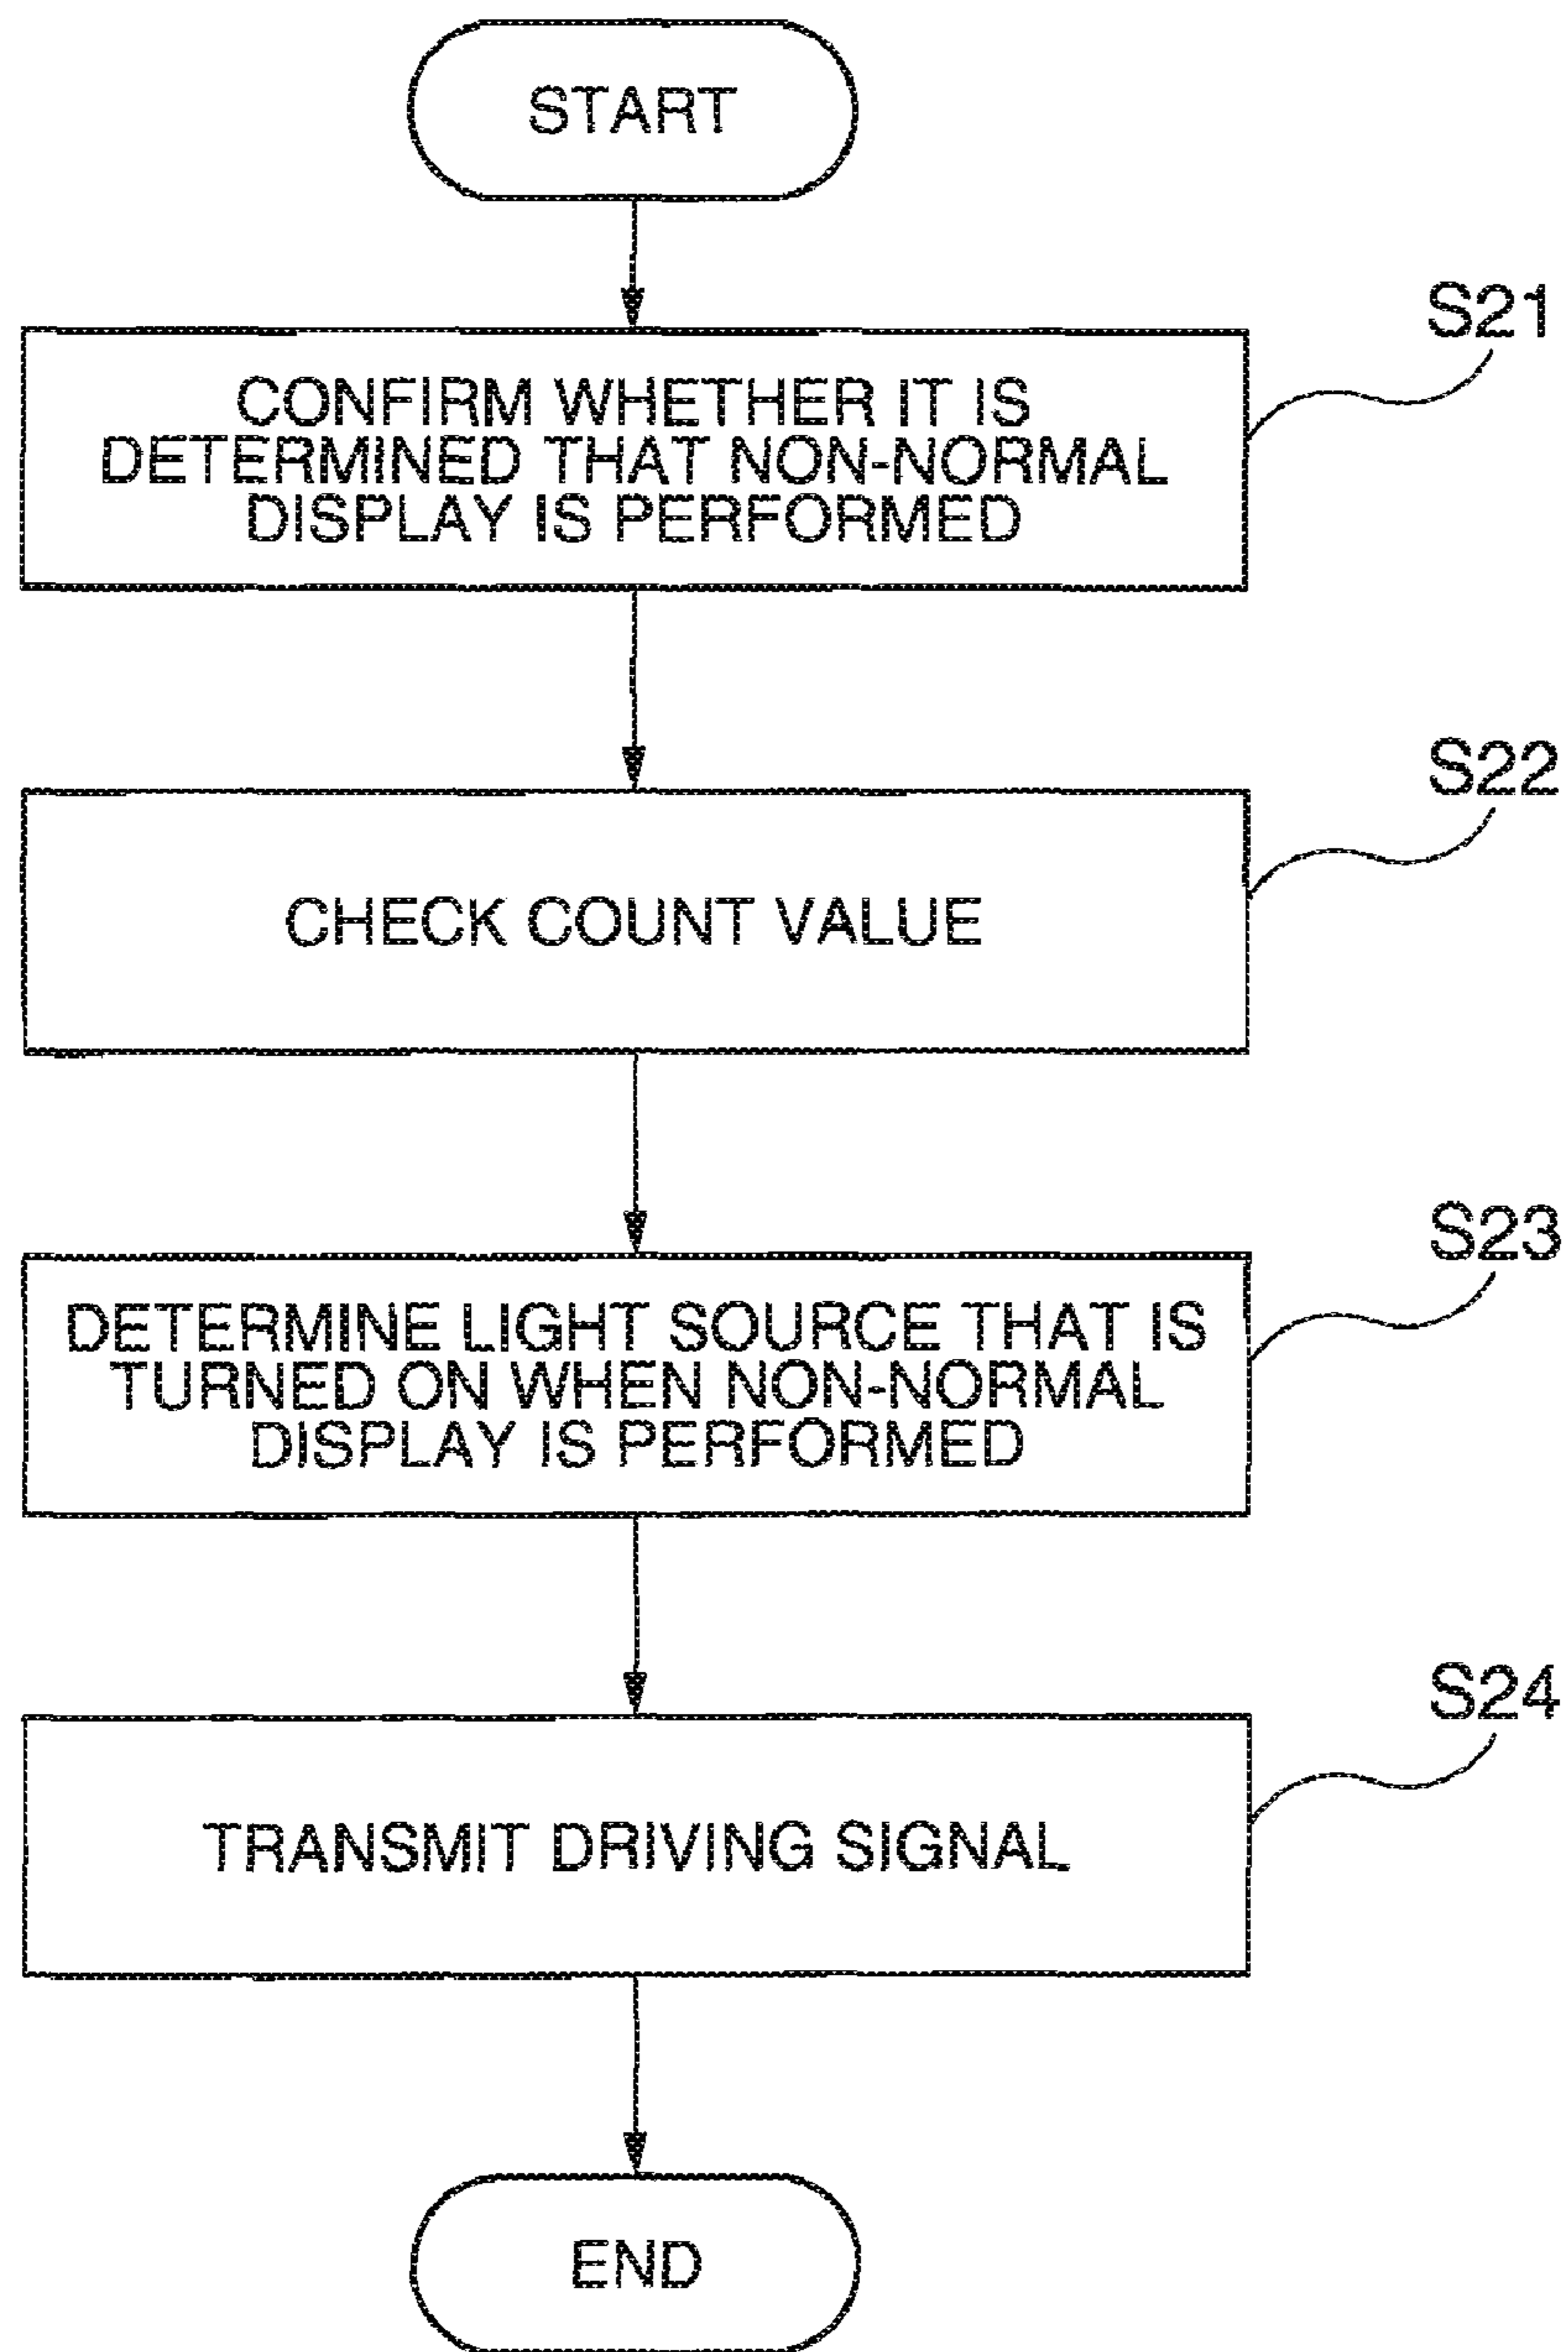 START
S21
CONFIRM WHETHER IT IS
DETERMINED THAT NON-NORMAL
DISPLAY IS PERFORMED
S22
CHECK COUNT VALUE
S23
DETERMINE LIGHT SOURCE THAT IS
TURNED ON WHEN NON-NORMAL
DISPLAY IS PERFORMED
S24
TRANSMIT DRIVING SIGNAL
END